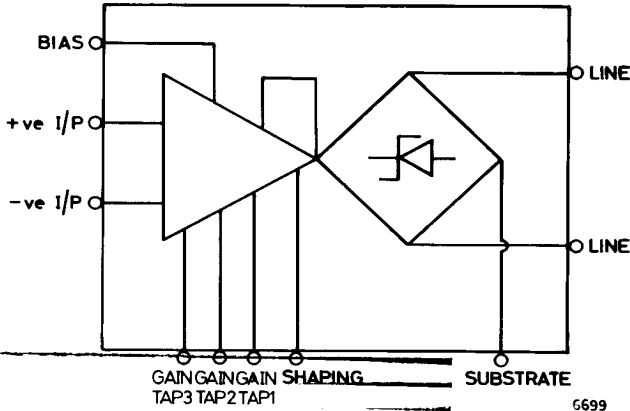 BIAS
LINE
+ve I/P
-ve I/P
LINE
GAIN GAIN GAIN SHAPING SUBSTRATE
TAP3 TAP2 TAP1
6699